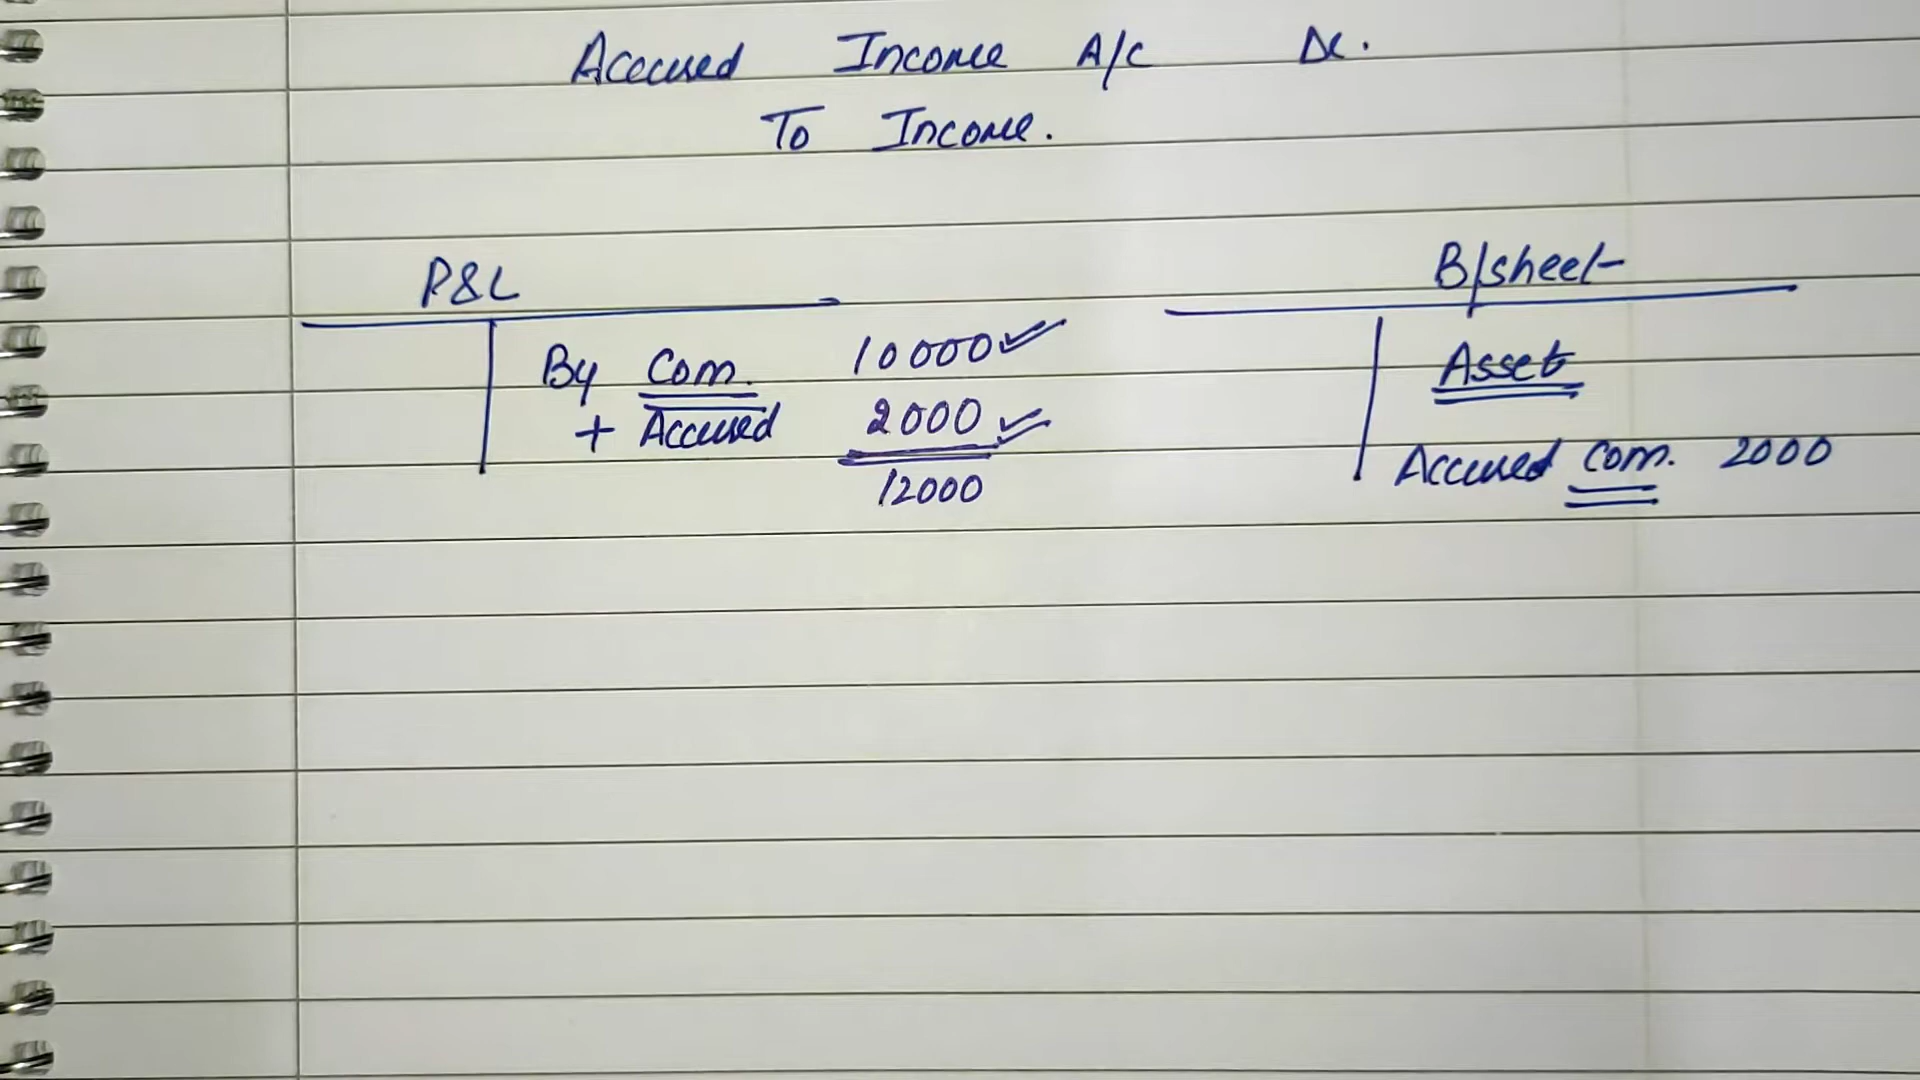 Accrued Income A/c Dr.
To Income.
P&L
By Com. 10000
+ Accrued 2000
12000
B/sheet
Asset
Accrued Com. 2000